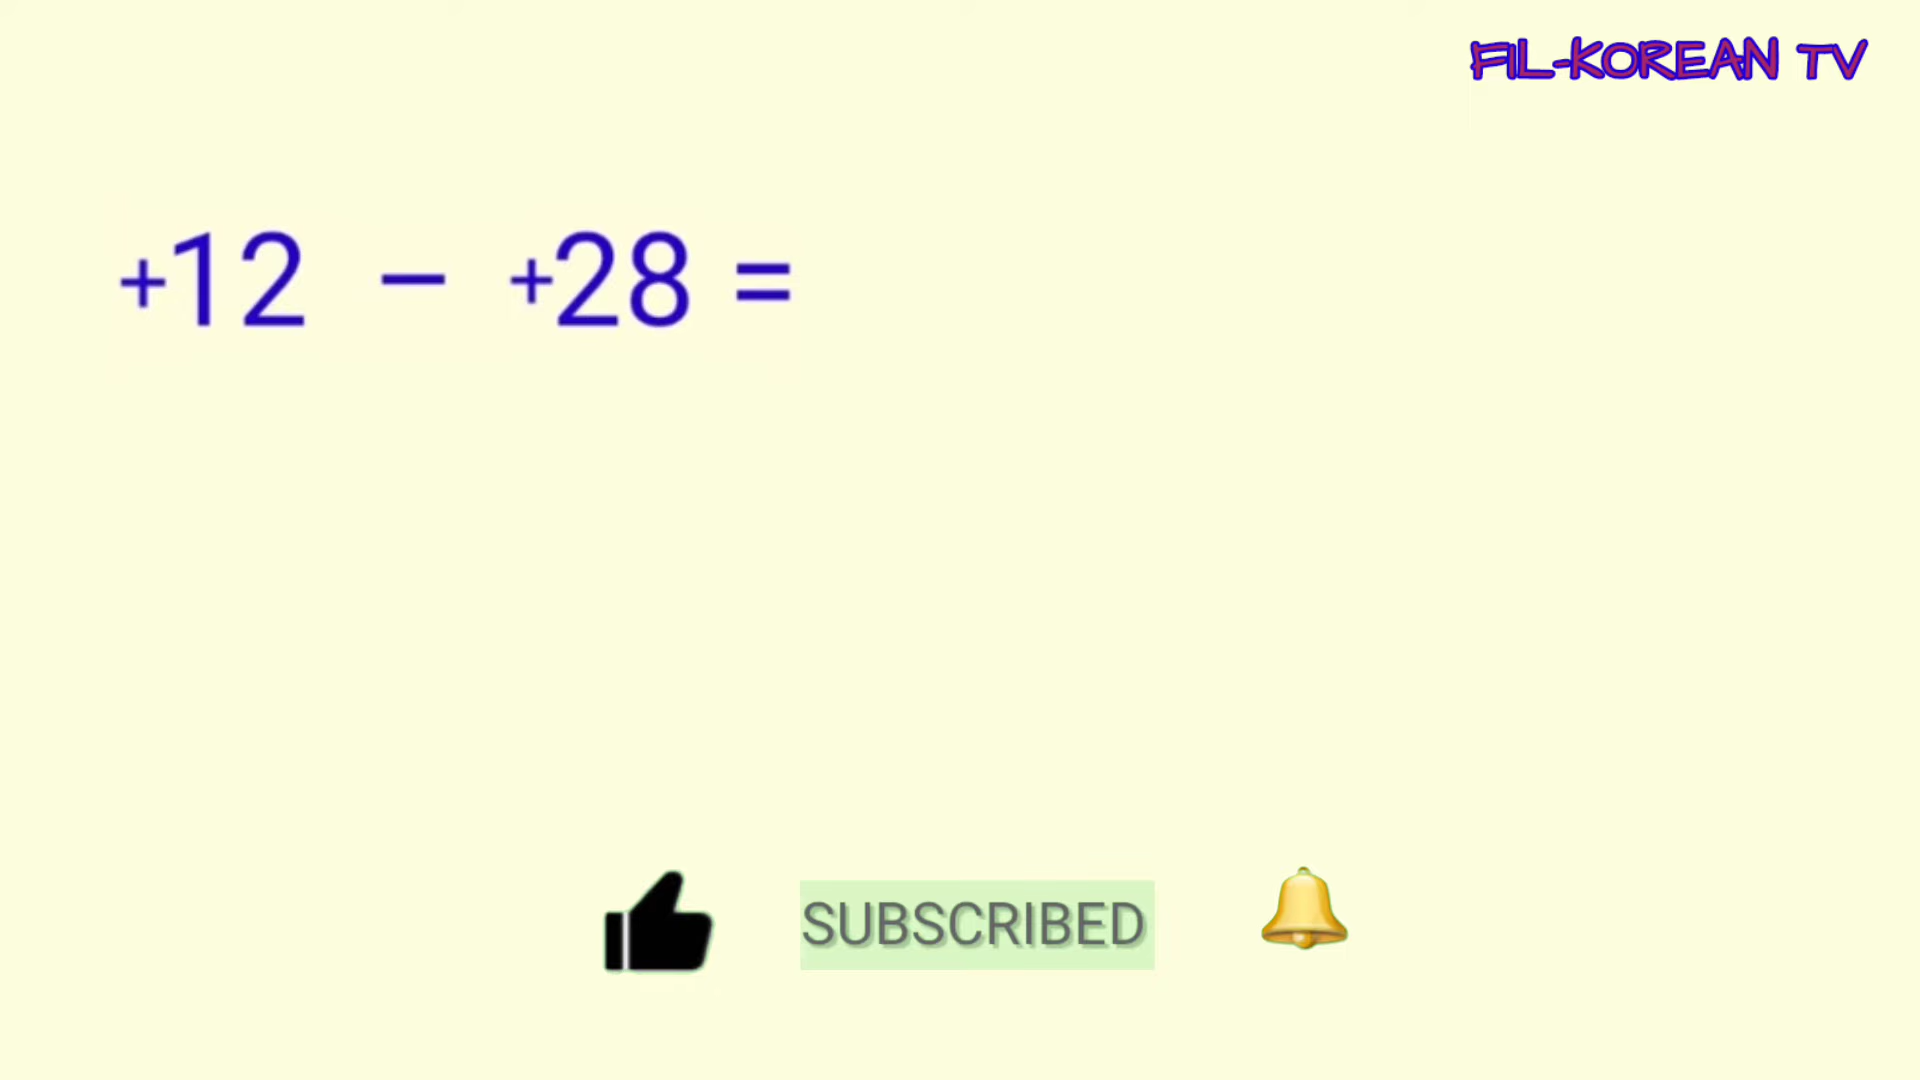 FIL-KOREAN TV
+12 – +28 =
SUBSCRIBED